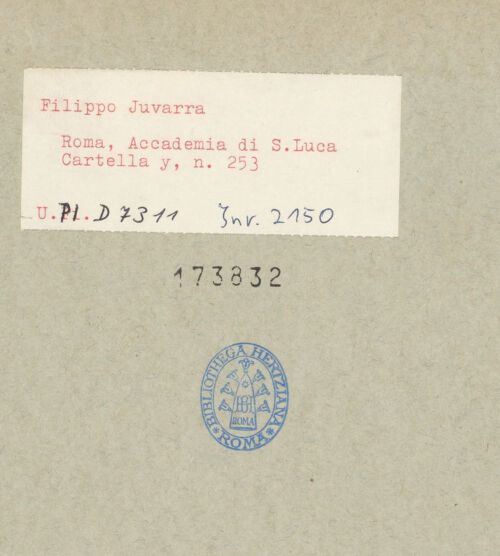 Filippo Juvarra
Roma, Accademia di S.Luca
Cartella y, n. 253
U.Pl. D 7311 Inv. 2150
173832
BIBLIOTHECA HERTZIANA
ROMA
* ROMA *